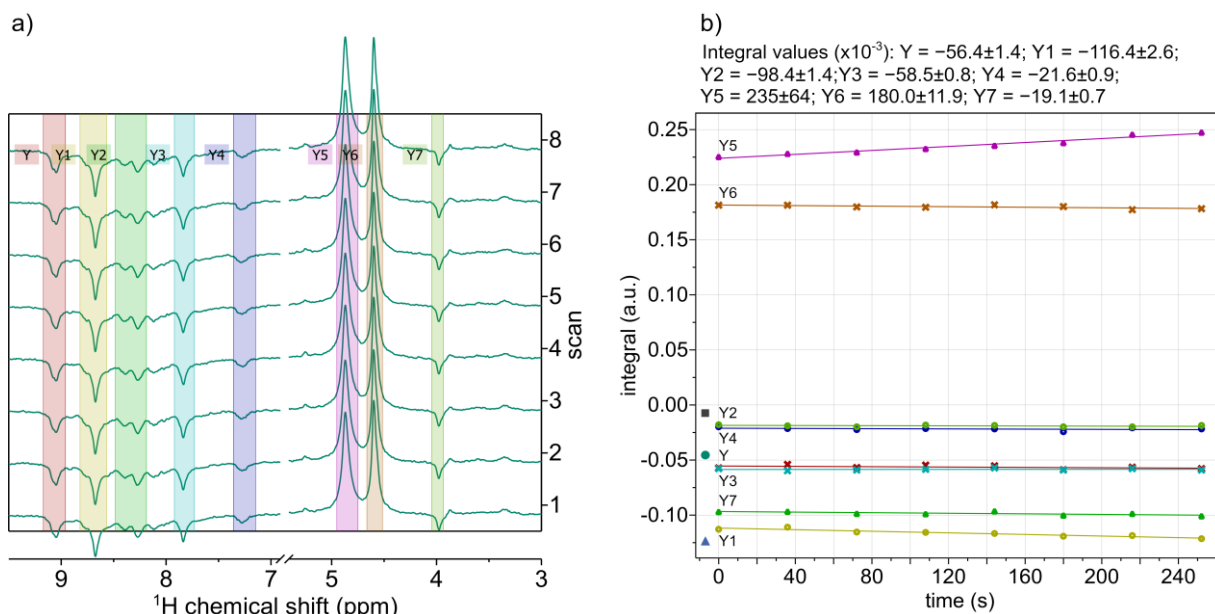 a)
Y
Y1
Y2
Y3
Y4
Y5
Y6
Y7
8
7
6
5
4
3
2
1
scan
9
8
7
5
4
3
¹H chemical shift (ppm)
b)
Integral values (x10⁻³): Y = −56.4±1.4; Y1 = −116.4±2.6;
Y2 = −98.4±1.4;Y3 = −58.5±0.8; Y4 = −21.6±0.9;
Y5 = 235±64; Y6 = 180.0±11.9; Y7 = −19.1±0.7
0.25
0.20
0.15
0.10
0.05
0.00
-0.05
-0.10
integral (a.u.)
Y5
Y6
Y2
Y4
Y
Y3
Y7
Y1
0
40
80
120
160
200
240
time (s)